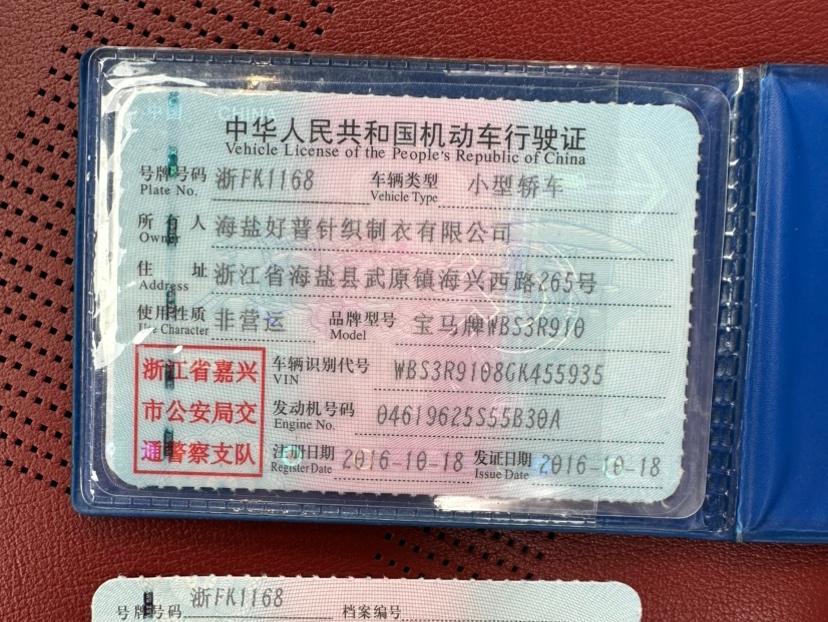 中国 CHINA
中华人民共和国机动车行驶证
Vehicle License of the People's Republic of China
号牌号码 浙FK1168 车辆类型 小型轿车
Plate No. Vehicle Type
所有人 海盐好普针织制衣有限公司
Owner
住址 浙江省海盐县武原镇海兴西路265号
Address
使用性质 非营运 品牌型号 宝马牌WBS3R910
Use Character Model
浙江省嘉兴
市公安局交
通警察支队
车辆识别代号 WBS3R9108GK455935
VIN
发动机号码 04619625S55B30A
Engine No.
注册日期 2016-10-18 发证日期 2016-10-18
Register Date Issue Date
号牌号码 浙FK1168 档案编号